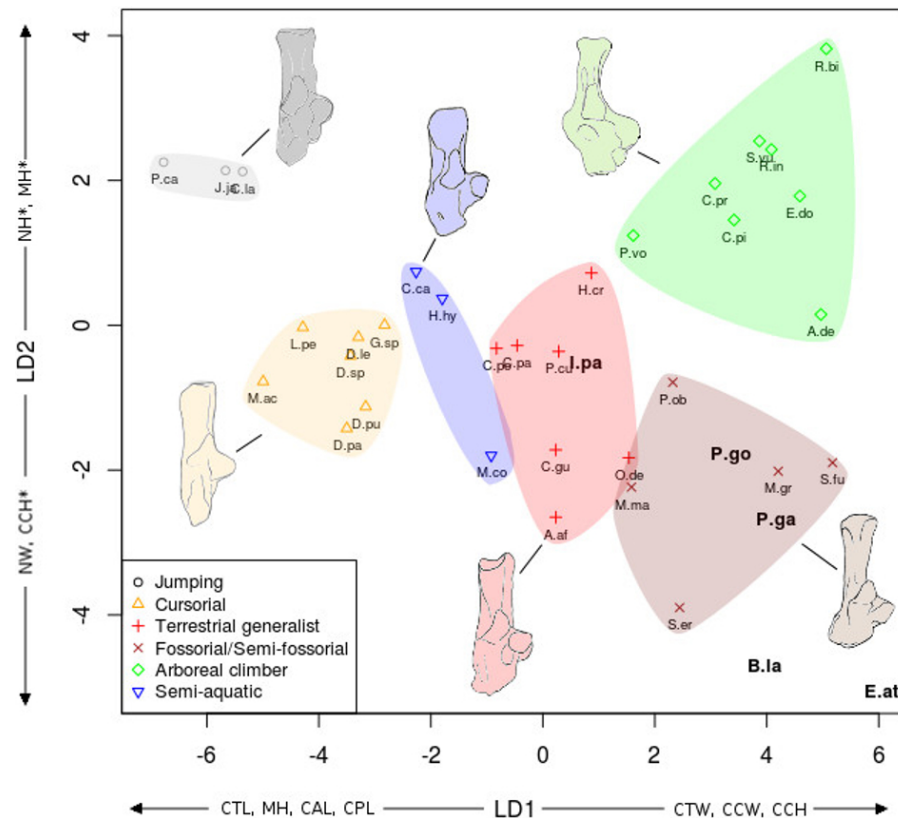 4
R.bi
S.vu
R.in
P.ca
J.ja
C.la
NH*, MH*
2
C.pr
E.do
C.pi
P.vo
C.ca
H.cr
H.hy
A.de
LD2
0
L.pe
G.sp
D.le
D.sp
C.pe
C.pa
P.cu
I.pa
M.ac
P.ob
D.pu
D.pa
M.co
C.gu
O.de
P.go
M.gr
S.fu
NW, CCH*
-2
M.ma
A.af
P.ga
Jumping
Cursorial
Terrestrial generalist
Fossorial/Semi-fossorial
Arboreal climber
Semi-aquatic
-4
S.er
B.la
E.at
-6 -4 -2 0 2 4 6
CTL, MH, CAL, CPL LD1 CTW, CCW, CCH